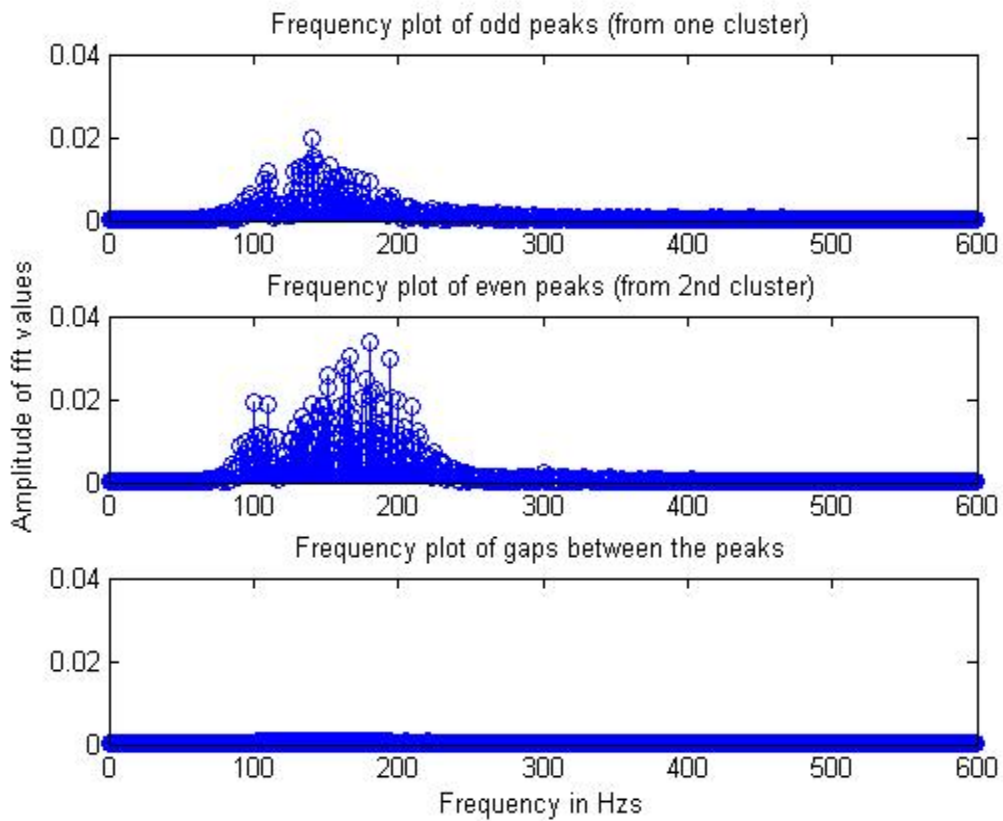 Frequency plot of odd peaks (from one cluster)
0.04
0.02
0
0 100 200 300 400 500 600
Frequency plot of even peaks (from 2nd cluster)
0.04
0.02
0
0 100 200 300 400 500 600
Amplitude of fft values
Frequency plot of gaps between the peaks
0.04
0.02
0
0 100 200 300 400 500 600
Frequency in Hzs